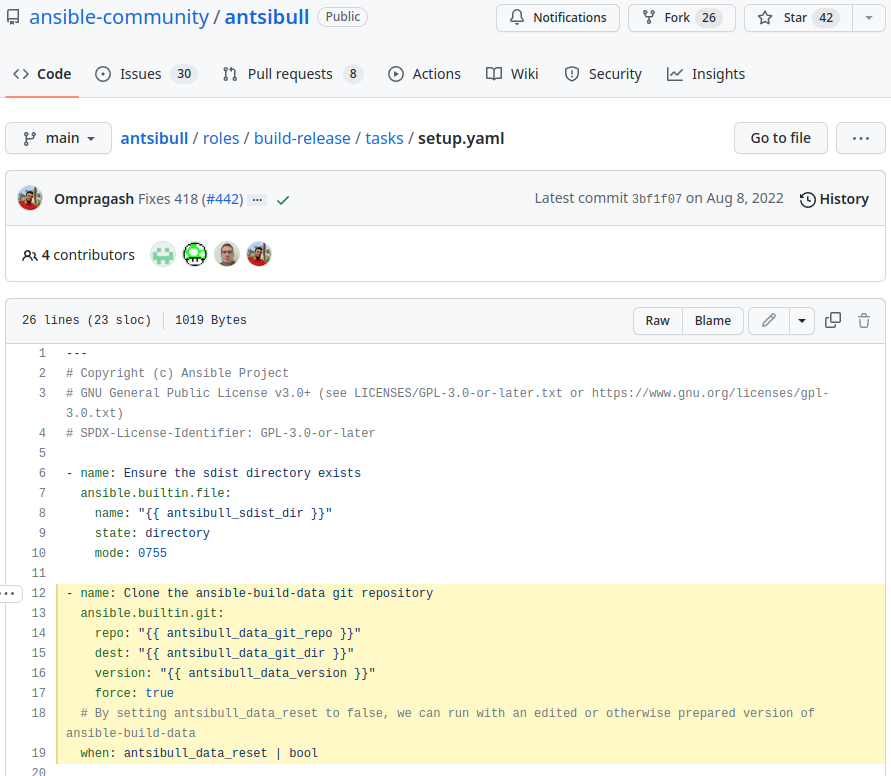 ansible-community / antsibull Public
Notifications Fork 26 Star 42
Code Issues 30 Pull requests 8 Actions Wiki Security Insights
main antsibull / roles / build-release / tasks / setup.yaml Go to file ...
Ompragash Fixes 418 (#442) ... Latest commit 3bf1f07 on Aug 8, 2022 History
4 contributors
26 lines (23 sloc) 1019 Bytes Raw Blame
1 ---
2 # Copyright (c) Ansible Project
3 # GNU General Public License v3.0+ (see LICENSES/GPL-3.0-or-later.txt or https://www.gnu.org/licenses/gpl-
3.0.txt)
4 # SPDX-License-Identifier: GPL-3.0-or-later
5
6 - name: Ensure the sdist directory exists
7 ansible.builtin.file:
8 name: "{{ antsibull_sdist_dir }}"
9 state: directory
10 mode: 0755
11
12 - name: Clone the ansible-build-data git repository
13 ansible.builtin.git:
14 repo: "{{ antsibull_data_git_repo }}"
15 dest: "{{ antsibull_data_git_dir }}"
16 version: "{{ antsibull_data_version }}"
17 force: true
18 # By setting antsibull_data_reset to false, we can run with an edited or otherwise prepared version of
ansible-build-data
19 when: antsibull_data_reset | bool
20